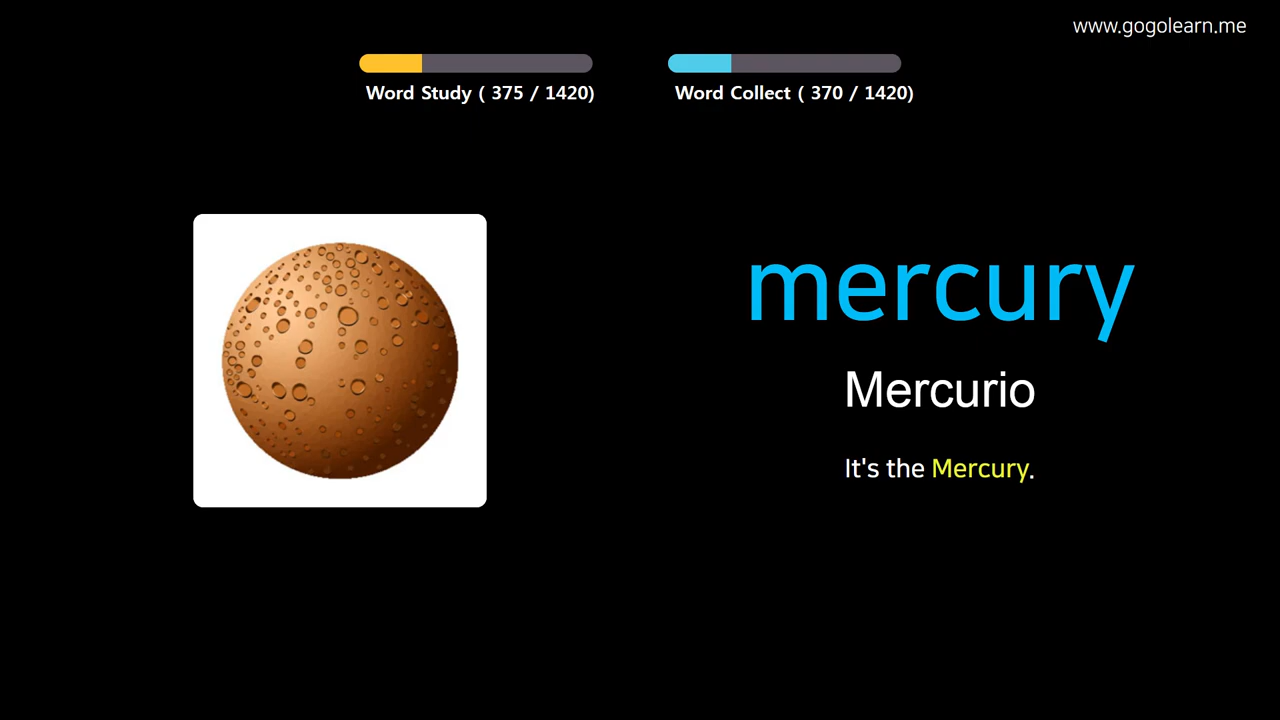 www.gogolearn.me
Word Study ( 375 / 1420)
Word Collect ( 370 / 1420)
mercury
Mercurio
It's the Mercury.